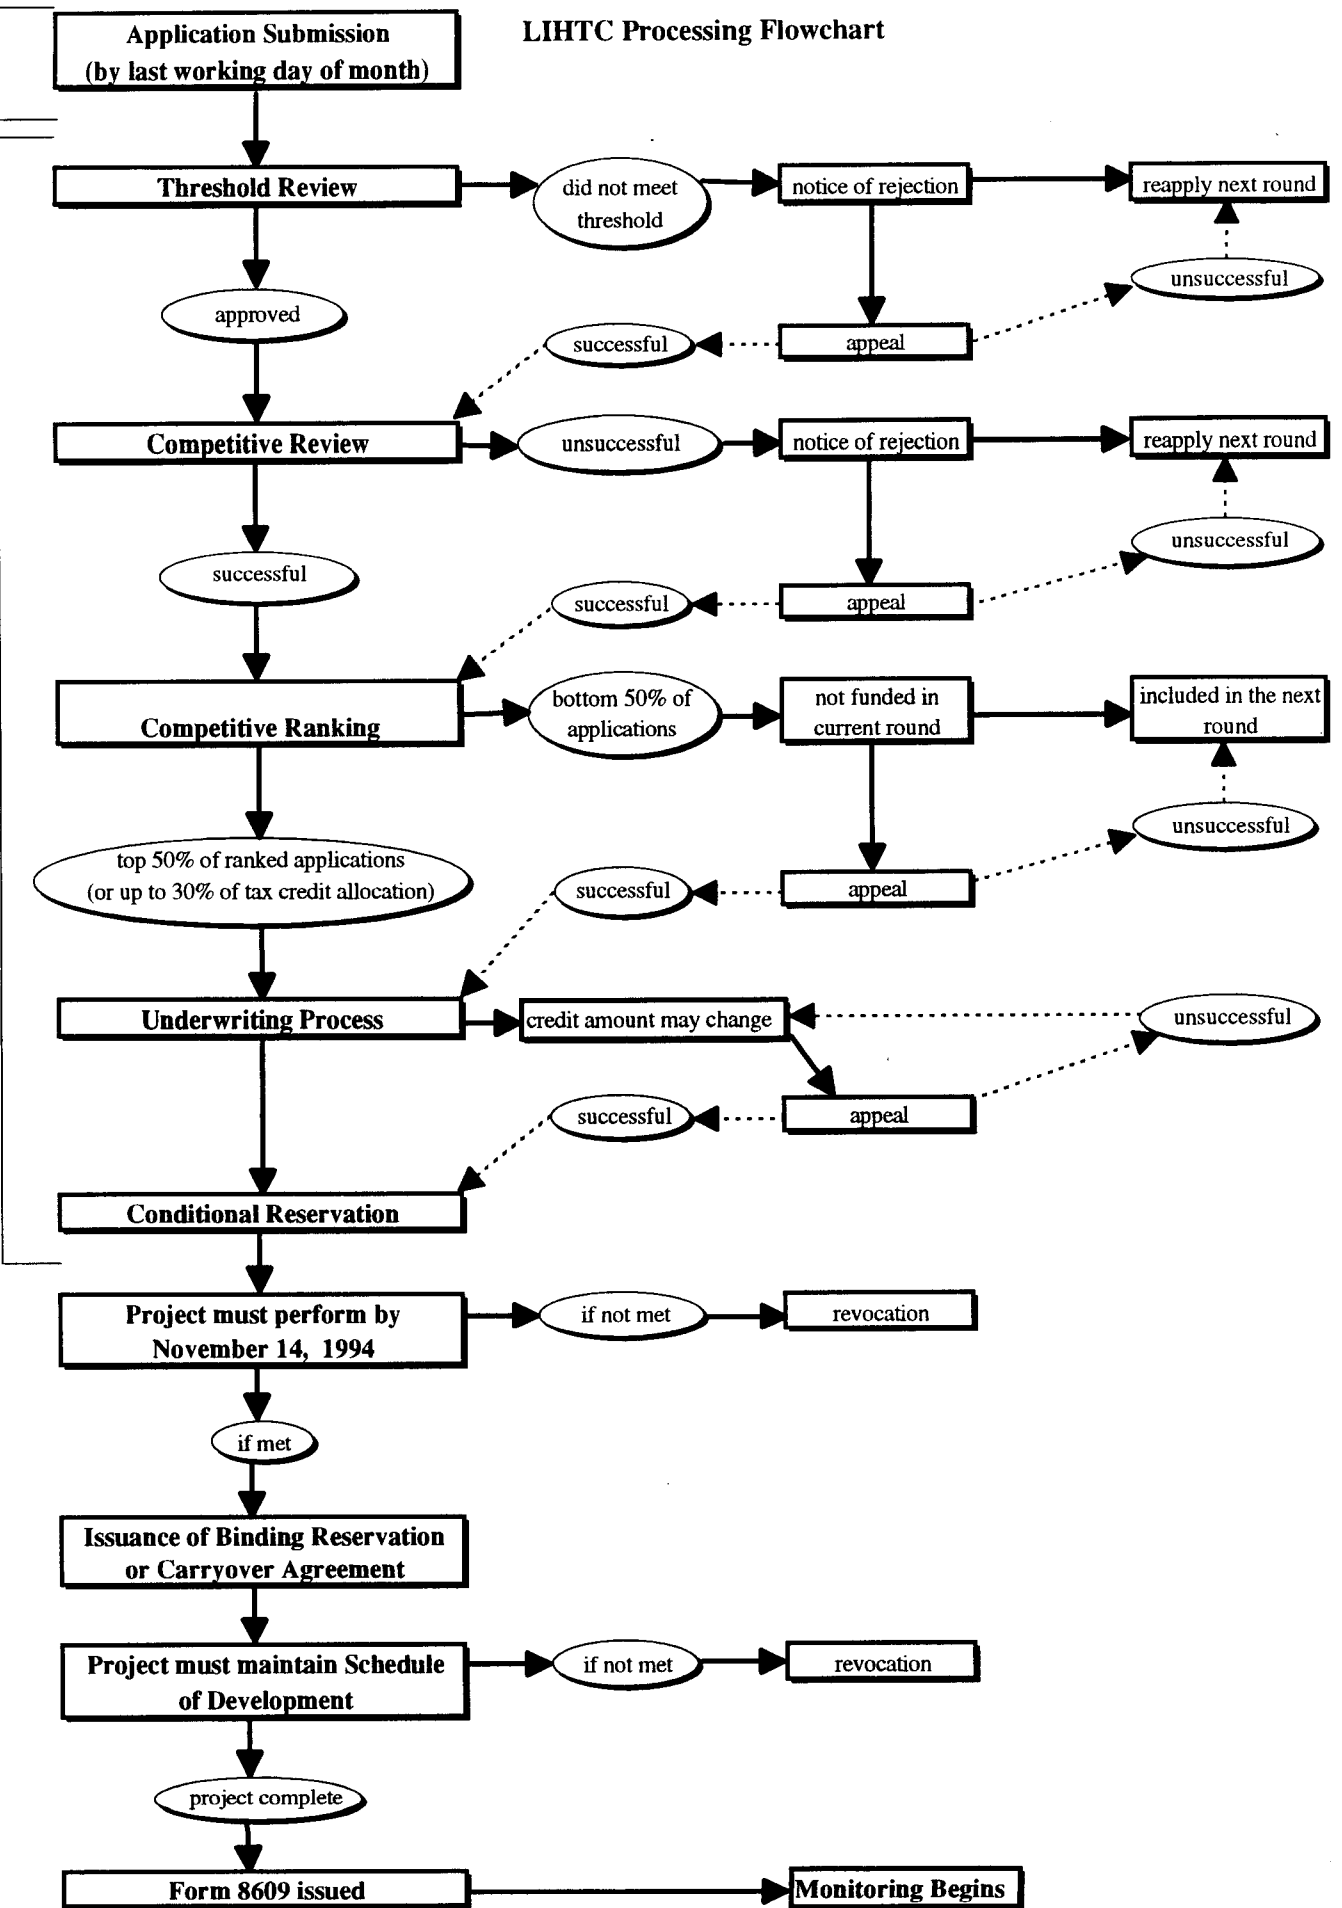 LIHTC Processing Flowchart
Application Submission
(by last working day of month)
Threshold Review
did not meet
threshold
notice of rejection
reapply next round
unsuccessful
approved
successful
appeal
Competitive Review
unsuccessful
notice of rejection
reapply next round
unsuccessful
successful
successful
appeal
Competitive Ranking
bottom 50% of
applications
not funded in
current round
included in the next
round
unsuccessful
top 50% of ranked applications
(or up to 30% of tax credit allocation)
successful
appeal
Underwriting Process
credit amount may change
unsuccessful
successful
appeal
Conditional Reservation
Project must perform by
November 14, 1994
if not met
revocation
if met
Issuance of Binding Reservation
or Carryover Agreement
Project must maintain Schedule
of Development
if not met
revocation
project complete
Form 8609 issued
Monitoring Begins